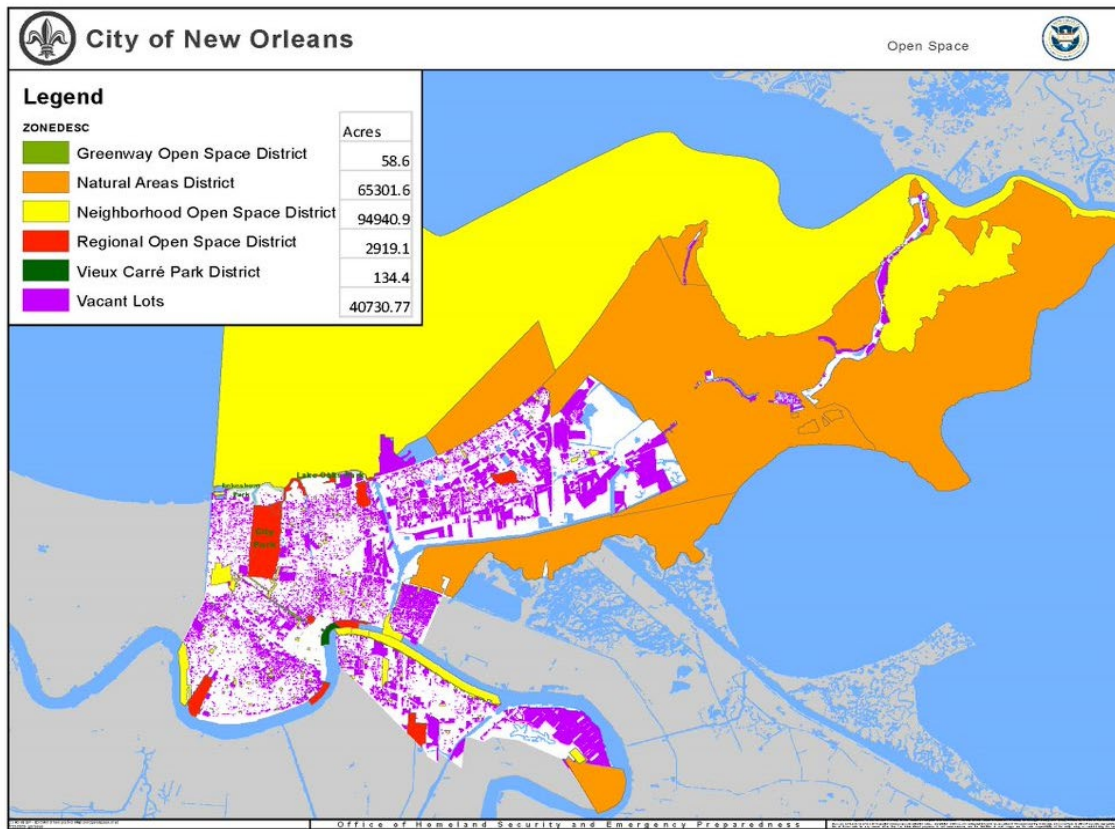 City of New Orleans
Open Space
Legend
ZONEDESC
Acres
Greenway Open Space District 58.6
Natural Areas District 65301.6
Neighborhood Open Space District 94940.9
Regional Open Space District 2919.1
Vieux Carré Park District 134.4
Vacant Lots 40730.77
City
Park
Office of Homeland Security and Emergency Preparedness